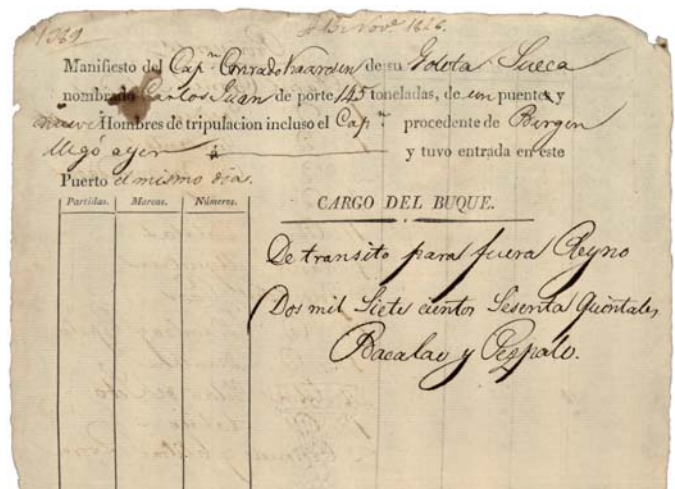 1361
15 Nov.e 1826.
Manifiesto del Cap.n Conrado de su Goleta Sueca
nombrado Carlos Juan de porte 145 toneladas, de un puente y
nueve Hombres de tripulacion incluso el Cap.n procedente de Bergen
llegó ayer y tuvo entrada en este
Puerto el mismo dia.
Partidas. Marcas. Números.
CARGO DEL BUQUE.
De transito para fuera Reyno
Dos mil Siete cientos Sesenta Quintales
Bacalao y Pezpalo.